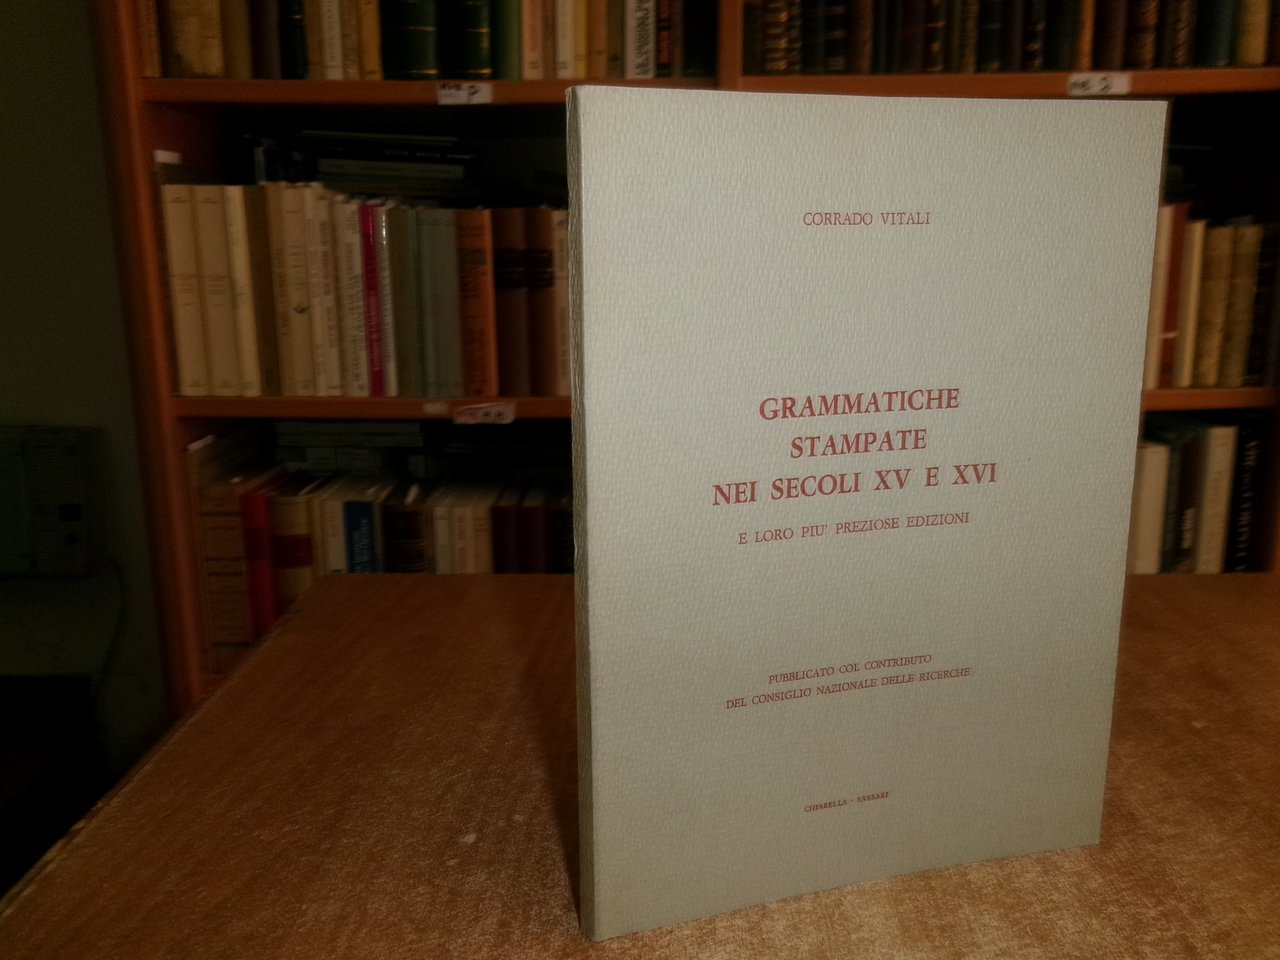 CORRADO VITALI
GRAMMATICHE
STAMPATE
NEI SECOLI XV E XVI
E LORO PIU' PREZIOSE EDIZIONI
PUBBLICATO COL CONTRIBUTO
DEL CONSIGLIO NAZIONALE DELLE RICERCHE
CHIARELLA - SASSARI